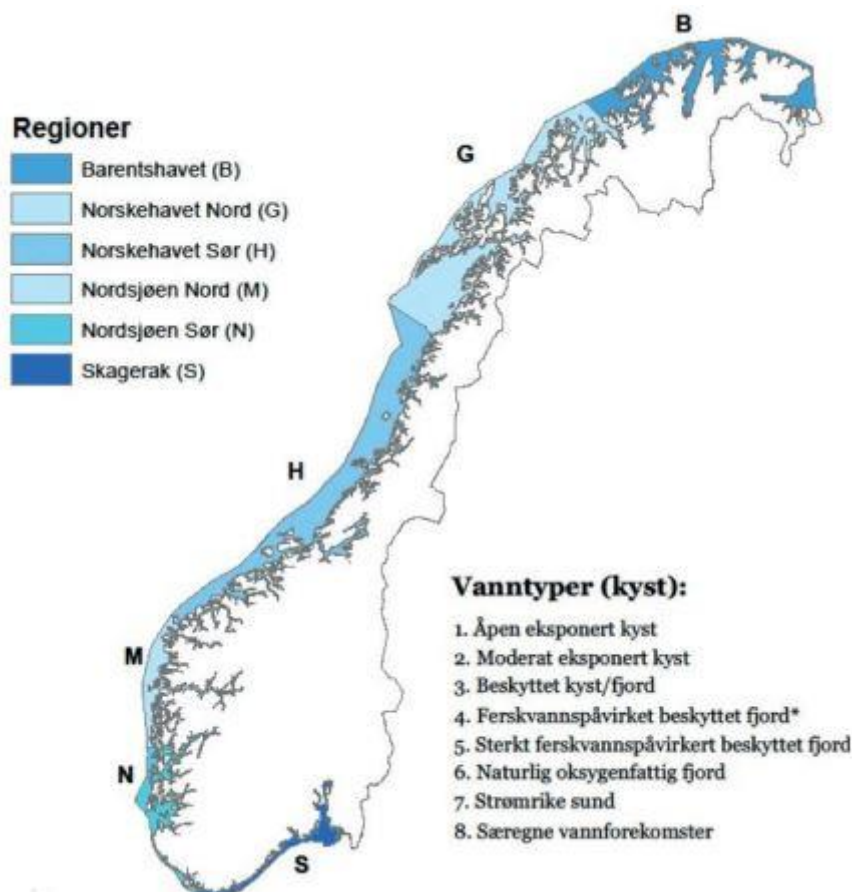 B
Regioner
Barentshavet (B)
Norskehavet Nord (G)
Norskehavet Sør (H)
Nordsjøen Nord (M)
Nordsjøen Sør (N)
Skagerak (S)
G
H
M
N
S
Vanntyper (kyst):
1. Åpen eksponert kyst
2. Moderat eksponert kyst
3. Beskyttet kyst/fjord
4. Ferskvannspåvirket beskyttet fjord*
5. Sterkt ferskvannspåvirkert beskyttet fjord
6. Naturlig oksygenfattig fjord
7. Strømrike sund
8. Særegne vannforekomster